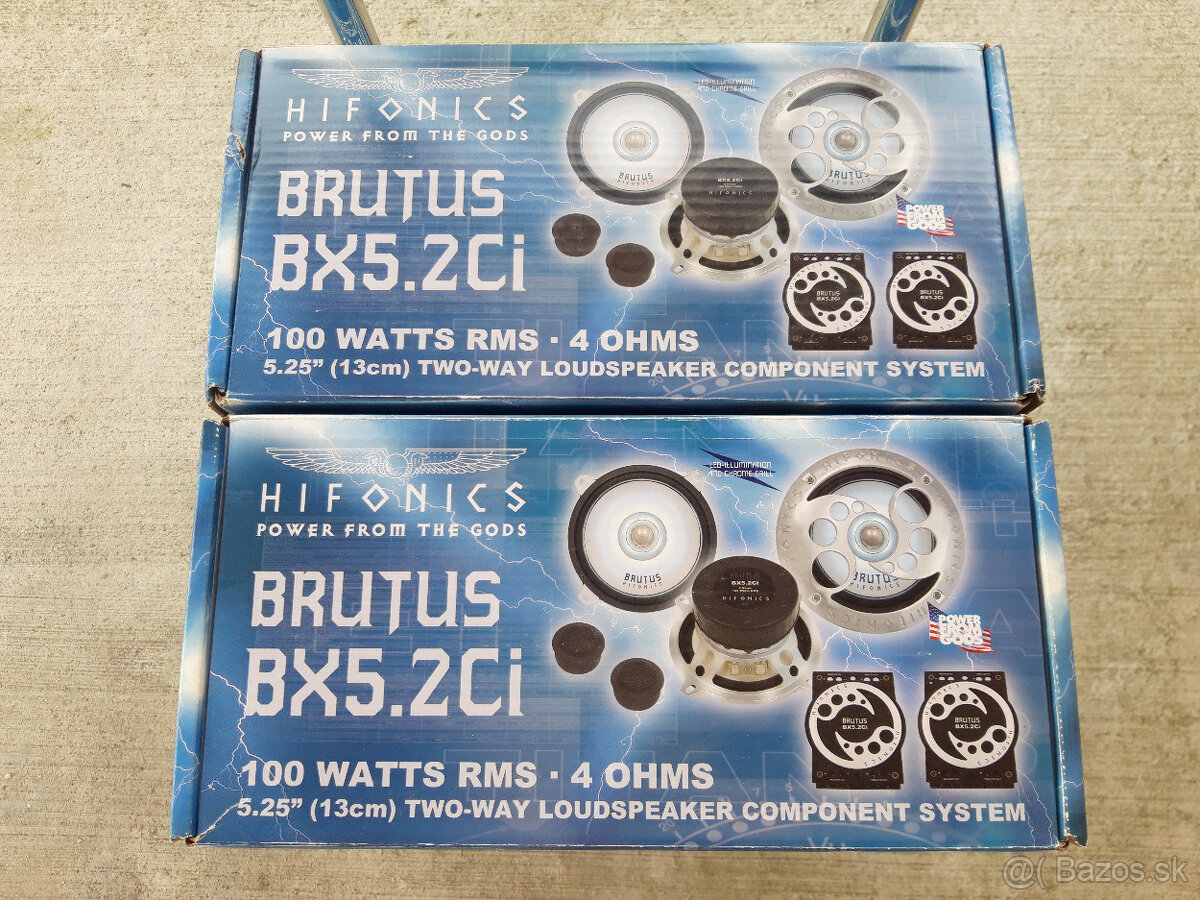 HIFONICS
POWER FROM THE GODS
LED-ILLUMINATION
AND CHROME GRILL
BRUTUS
BX5.2Ci
BRUTUS
HIFONICS
BRUTUS
BX5.2Ci
HIFONICS
POWER
FROM
GODS
BRUTUS
BX5.2Ci
BRUTUS
BX5.2Ci
100 WATTS RMS · 4 OHMS
5.25” (13cm) TWO-WAY LOUDSPEAKER COMPONENT SYSTEM
HIFONICS
POWER FROM THE GODS
LED-ILLUMINATION
AND CHROME GRILL
HIFONICS
BRUTUS
BX5.2Ci
BRUTUS
HIFONICS
BRUTUS
HIFONICS
BX5.2Ci
HIFONICS
POWER
FROM
GODS
BRUTUS
BX5.2Ci
BRUTUS
BX5.2Ci
100 WATTS RMS · 4 OHMS
5.25” (13cm) TWO-WAY LOUDSPEAKER COMPONENT SYSTEM
@( Bazos.sk